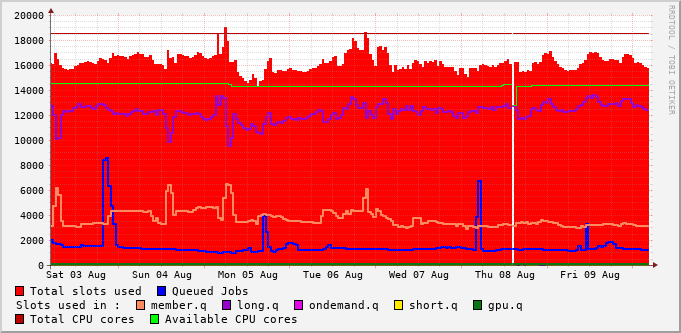 20000
18000
16000
14000
12000
10000
8000
6000
4000
2000
0
Sat 03 Aug Sun 04 Aug Mon 05 Aug Tue 06 Aug Wed 07 Aug Thu 08 Aug Fri 09 Aug
Total slots used Queued Jobs
Slots used in : member.q long.q ondemand.q short.q gpu.q
Total CPU cores Available CPU cores
RRDTOOL / TOBI OETIKER